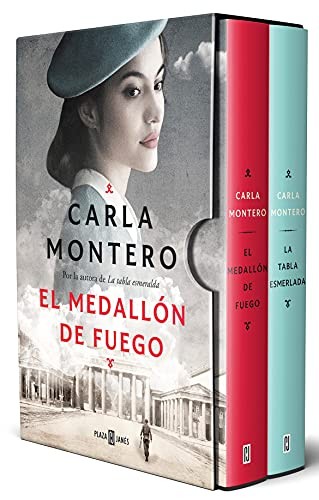 CARLA
MONTERO
Por la autora de La tabla esmeralda
EL MEDALLÓN
DE FUEGO
PLAZA JANÉS
CARLA
MONTERO
EL
MEDALLÓN
DE
FUEGO
CARLA
MONTERO
LA
TABLA
ESMERLADA